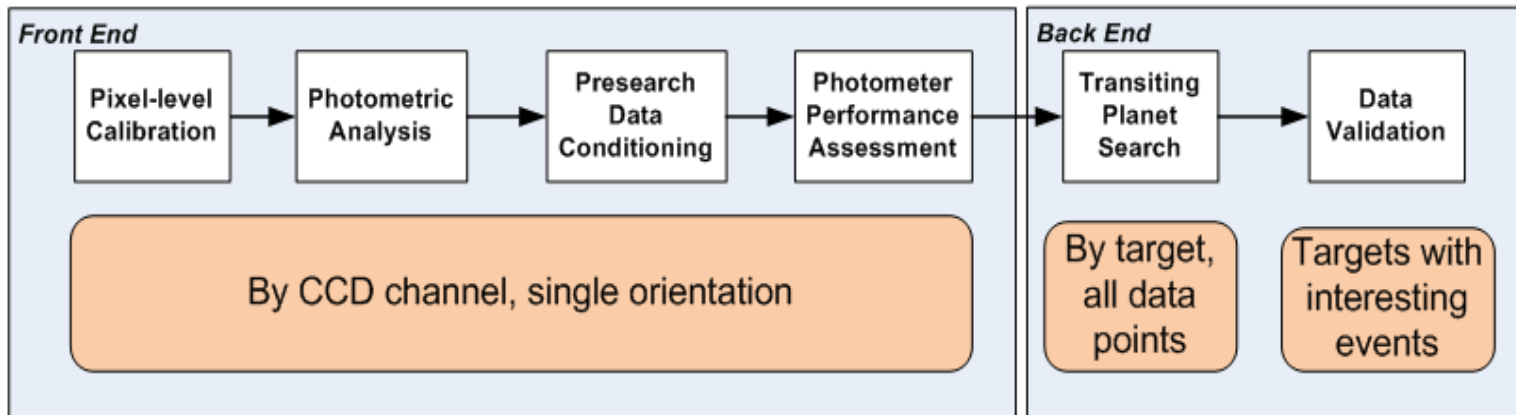 Front End
Pixel-level
Calibration
Photometric
Analysis
Presearch
Data
Conditioning
Photometer
Performance
Assessment
By CCD channel, single orientation
Back End
Transiting
Planet
Search
Data
Validation
By target,
all data
points
Targets with
interesting
events